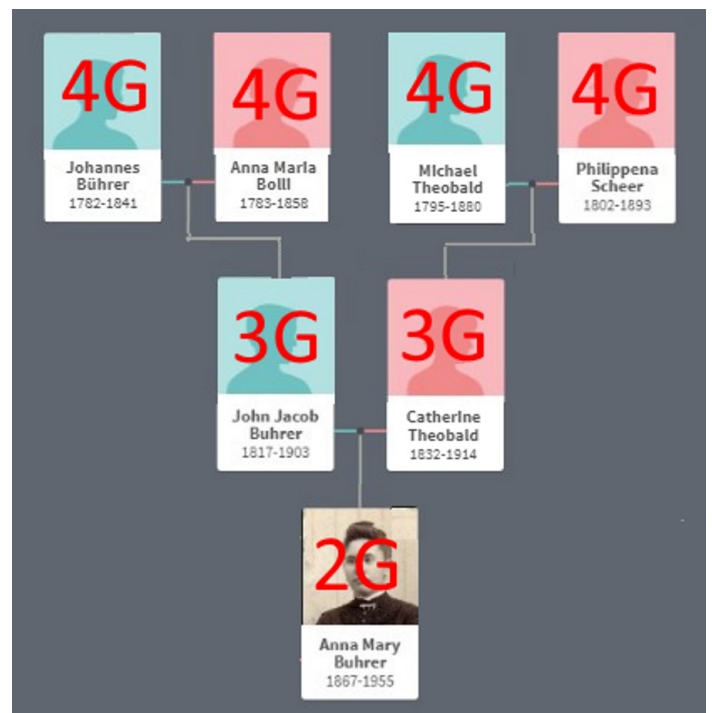 4G
4G
4G
4G
Johannes
Bührer
1782-1841
Anna Maria
Bolli
1783-1858
Michael
Theobald
1795-1880
Philippena
Scheer
1802-1893
3G
3G
John Jacob
Buhrer
1817-1903
Catherine
Theobald
1832-1914
2G
Anna Mary
Buhrer
1867-1955